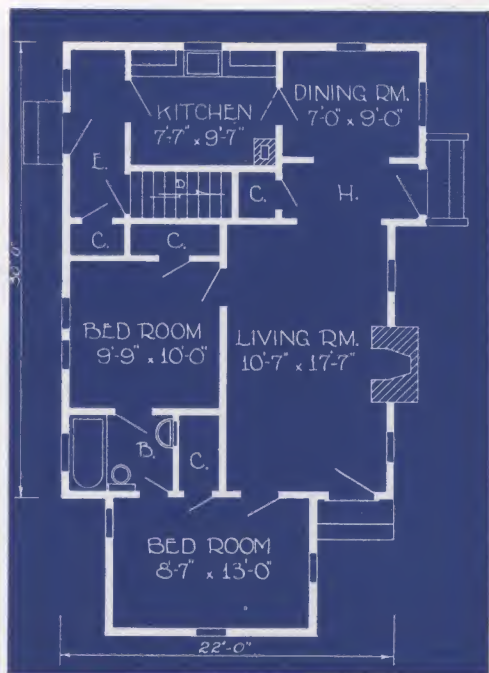 DINING RM.
7'-0" x 9'-0"
KITCHEN
7'-7" x 9'-7"
E.
D
C.
H.
C.
C.
BED ROOM
9'-9" x 10'-0"
LIVING RM.
10'-7" x 17'-7"
B.
C.
BED ROOM
8'-7" x 13'-0"
22'-0"